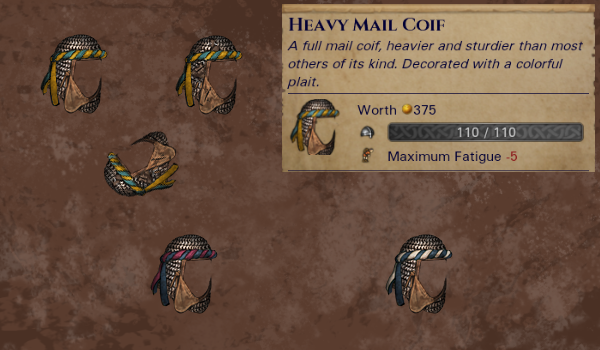 Heavy Mail Coif
A full mail coif, heavier and sturdier than most
others of its kind. Decorated with a colorful
plait.
Worth 375
110 / 110
Maximum Fatigue -5